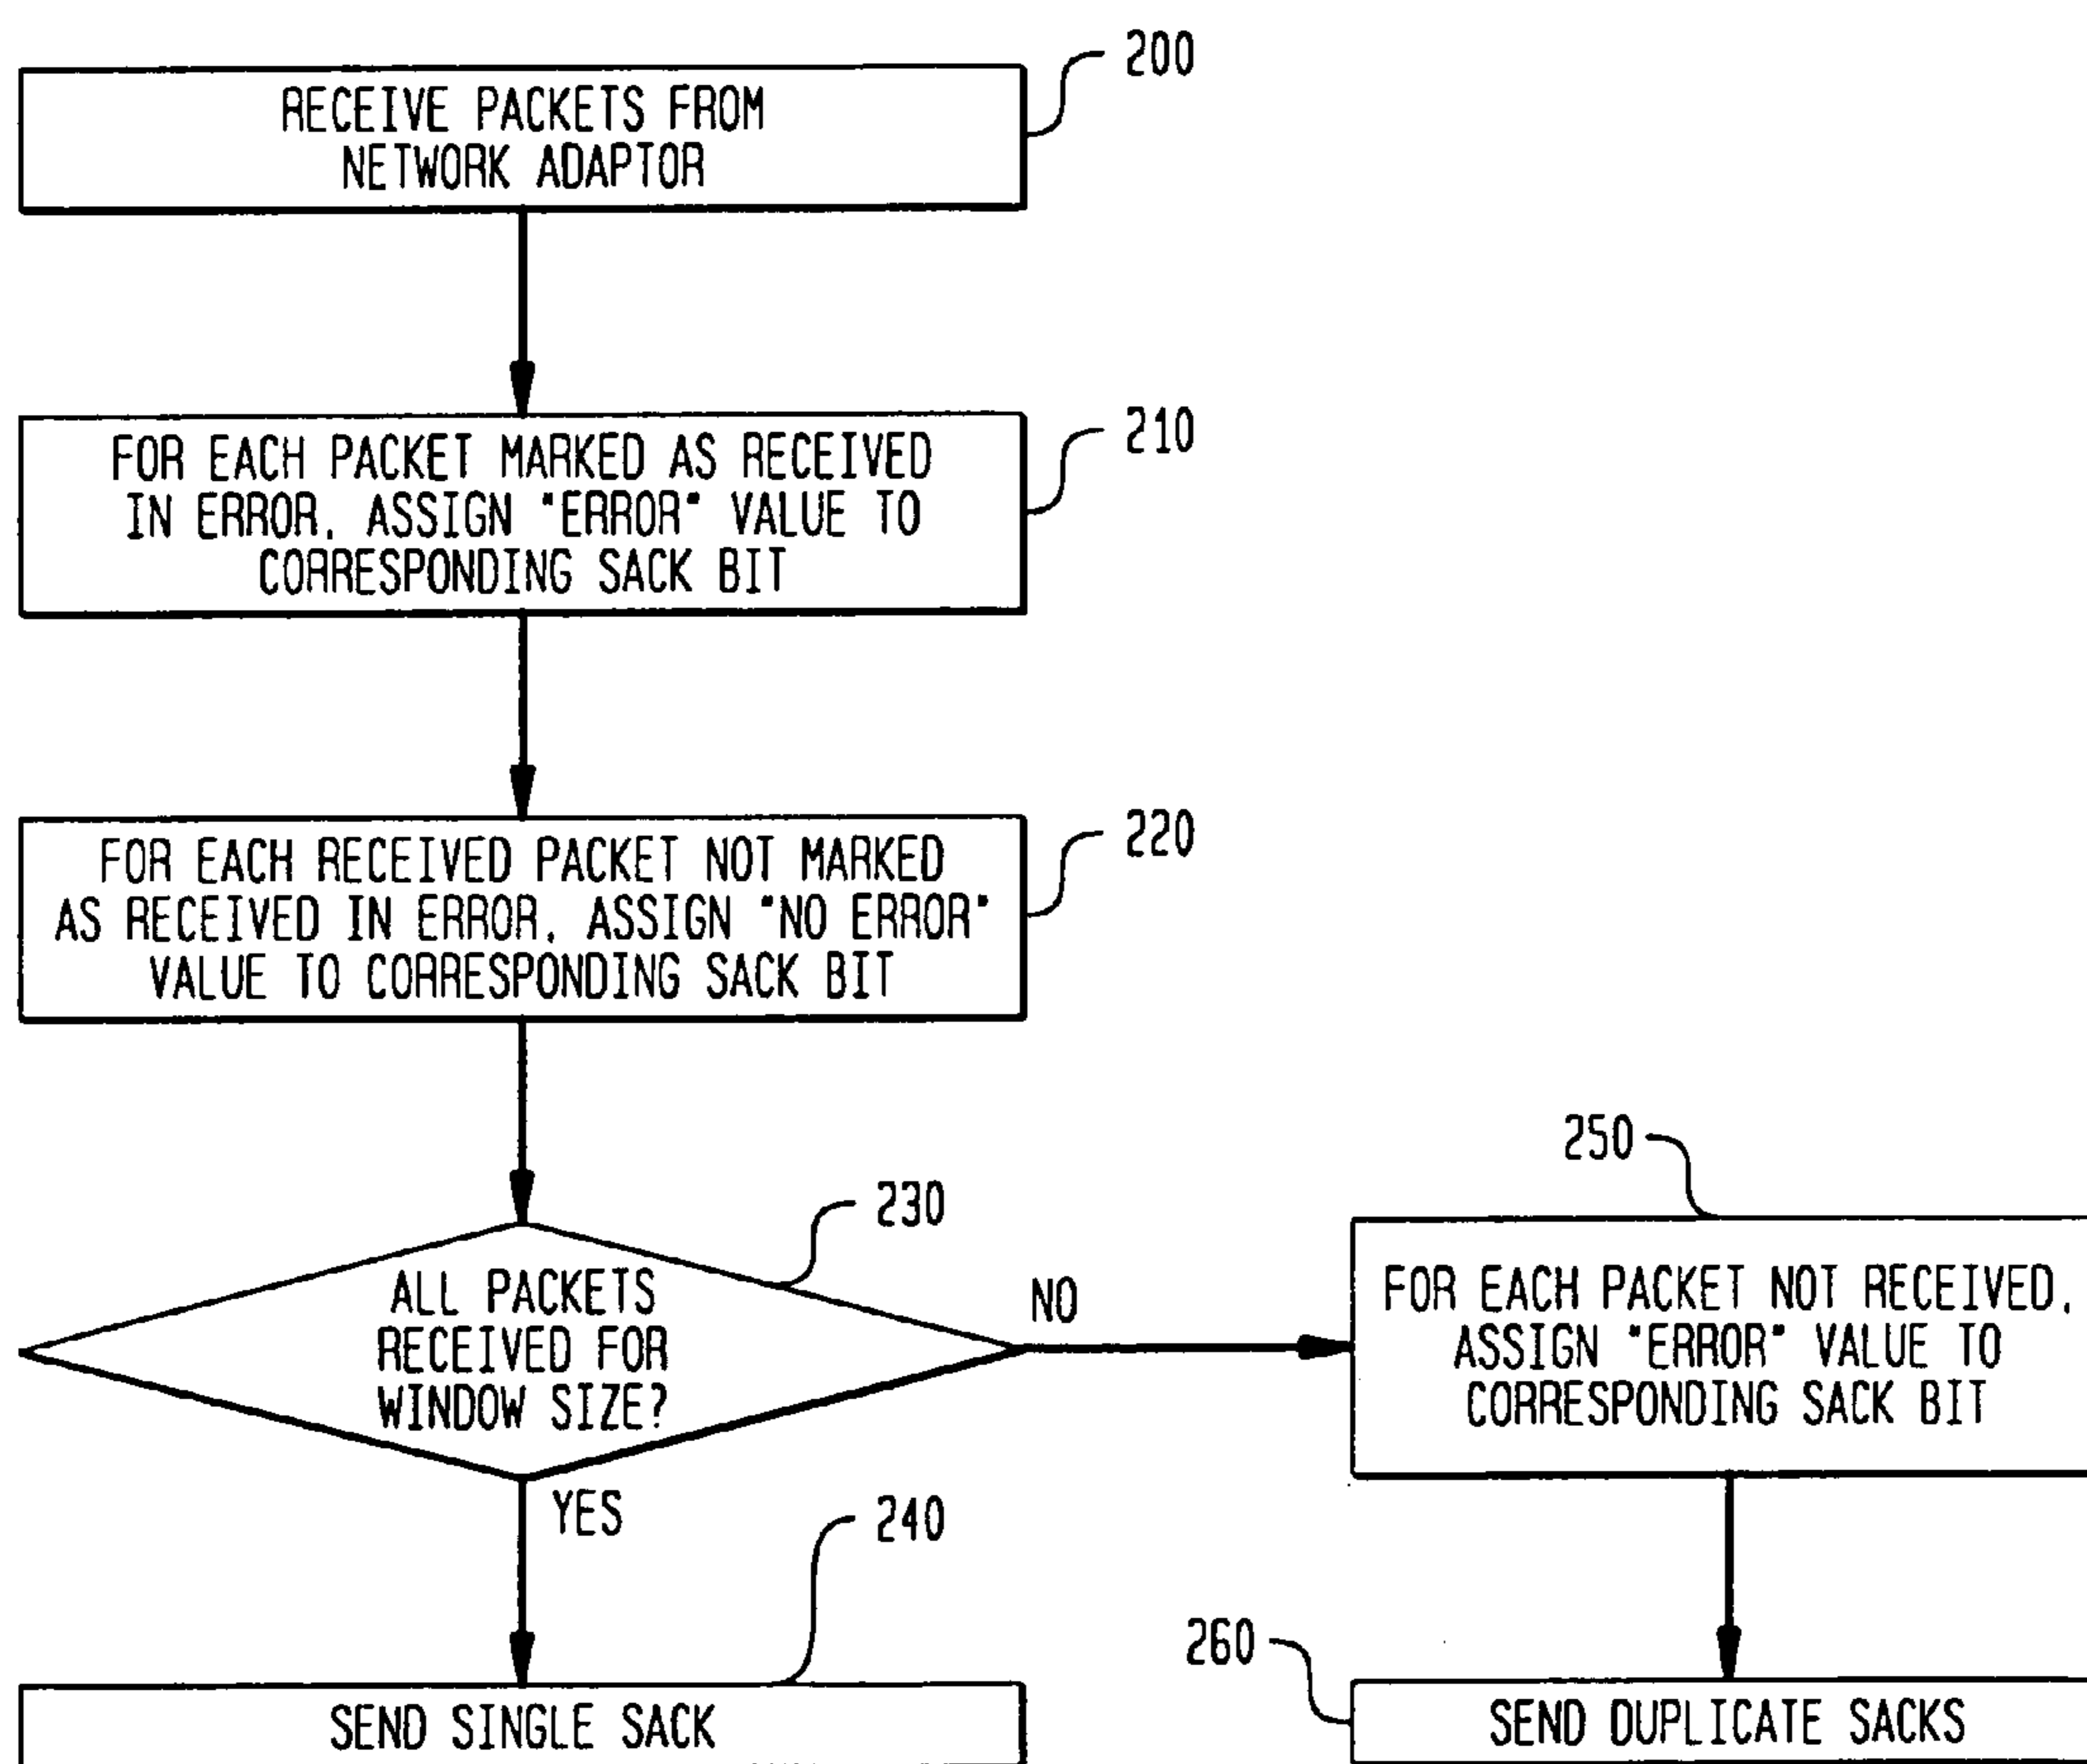 200
RECEIVE PACKETS FROM
NETWORK ADAPTOR
210
FOR EACH PACKET MARKED AS RECEIVED
IN ERROR, ASSIGN "ERROR" VALUE TO
CORRESPONDING SACK BIT
220
FOR EACH RECEIVED PACKET NOT MARKED
AS RECEIVED IN ERROR, ASSIGN "NO ERROR"
VALUE TO CORRESPONDING SACK BIT
230
ALL PACKETS
RECEIVED FOR
WINDOW SIZE?
NO
YES
250
FOR EACH PACKET NOT RECEIVED,
ASSIGN "ERROR" VALUE TO
CORRESPONDING SACK BIT
240
SEND SINGLE SACK
260
SEND DUPLICATE SACKS